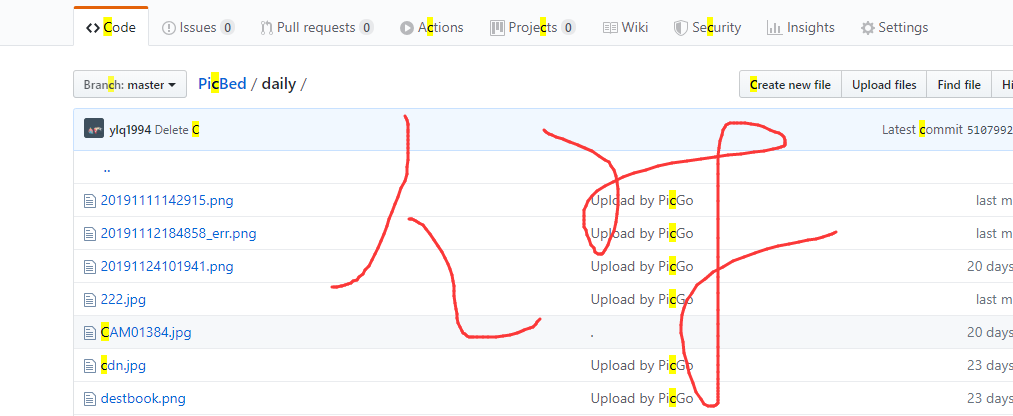 Code Issues 0 Pull requests 0 Actions Projects 0 Wiki Security Insights Settings
Branch: master PicBed / daily / Create new file Upload files Find file Hi
ylq1994 Delete C Latest commit 5107992
..
20191111142915.png Upload by PicGo last m
20191112184858_err.png Upload by PicGo last m
20191124101941.png Upload by PicGo 20 days
222.jpg Upload by PicGo last m
CAM01384.jpg . 20 days
cdn.jpg Upload by PicGo 23 days
destbook.png Upload by PicGo 23 days